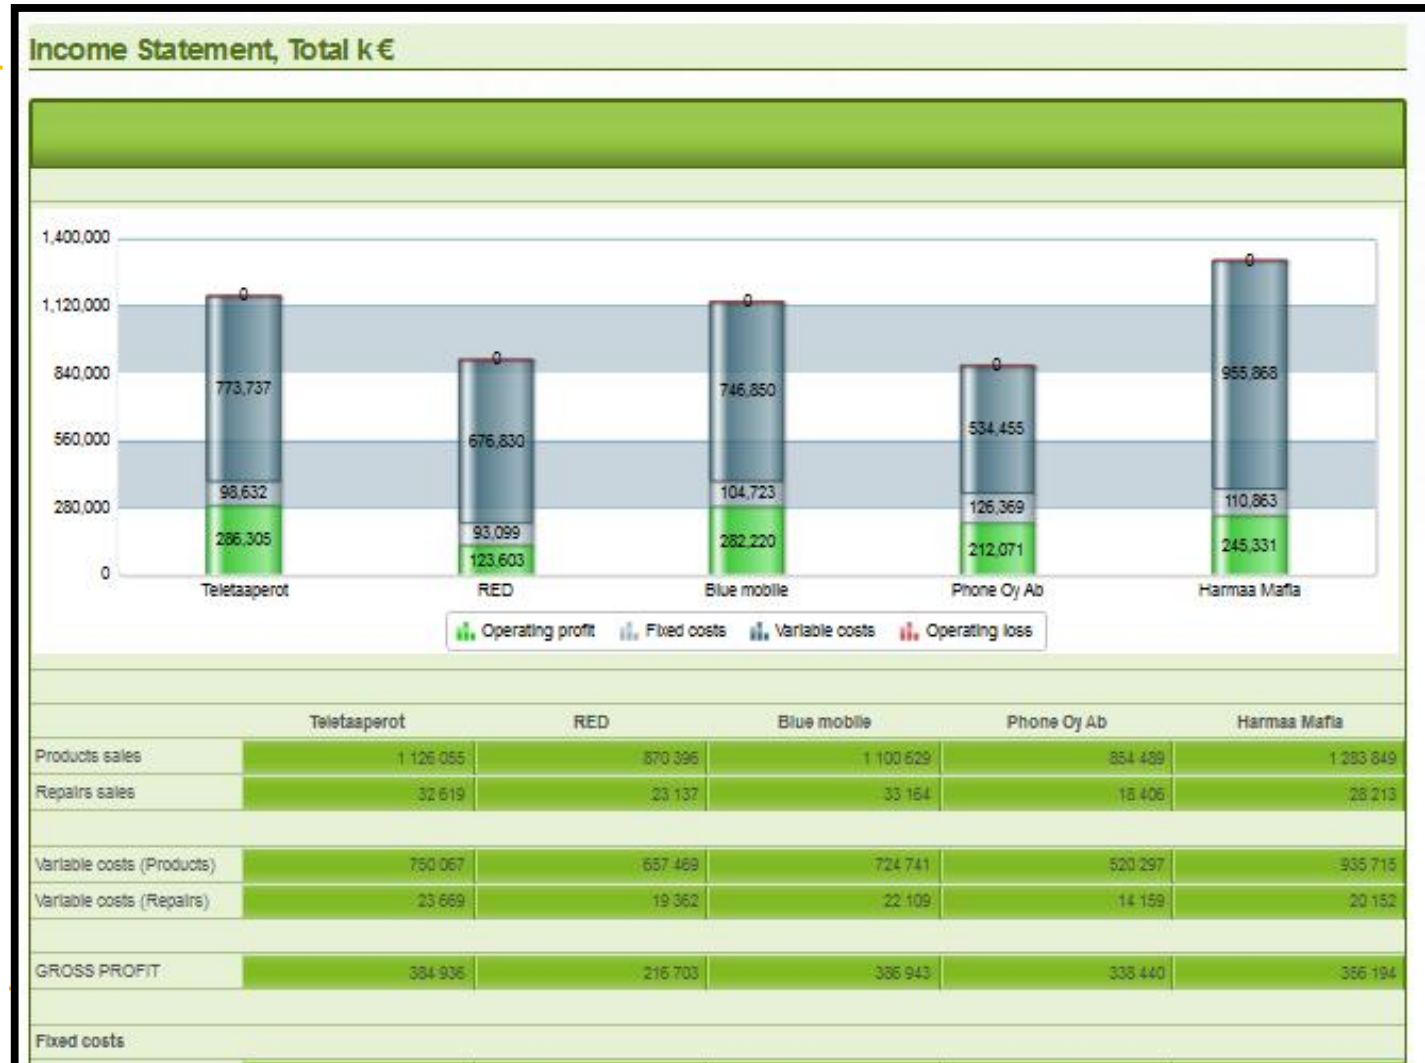 Income Statement, Total k€
1,400,000
1,120,000
840,000
560,000
280,000
0
0 0 0 0 0
773,737 676,830 746,850 534,455 955,868
98,632 93,099 104,723 126,369 110,863
286,305 123,603 282,220 212,071 245,331
Teletaaperot RED Blue mobile Phone Oy Ab Harmaa Mafia
Operating profit Fixed costs Variable costs Operating loss
Teletaaperot RED Blue mobile Phone Oy Ab Harmaa Mafia
Products sales 1 126 055 870 396 1 100 629 854 489 1 283 849
Repairs sales 32 619 23 137 33 164 18 406 28 213
Variable costs (Products) 750 067 657 469 724 741 520 297 935 715
Variable costs (Repairs) 23 669 19 362 22 109 14 159 20 152
GROSS PROFIT 384 936 216 703 386 943 338 440 356 194
Fixed costs